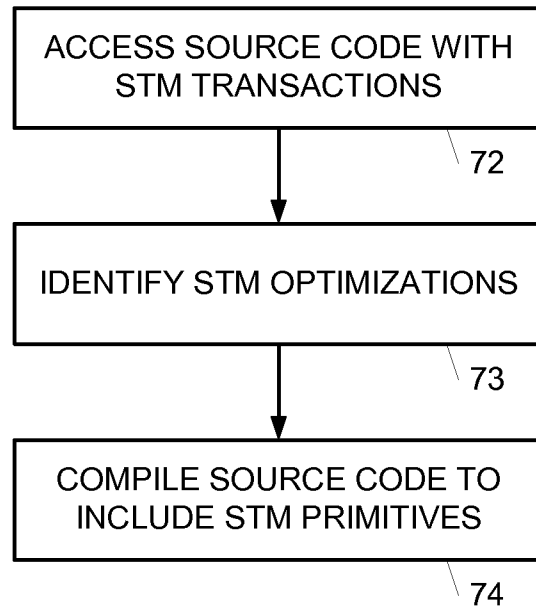 ACCESS SOURCE CODE WITH
STM TRANSACTIONS
72
IDENTIFY STM OPTIMIZATIONS
73
COMPILE SOURCE CODE TO
INCLUDE STM PRIMITIVES
74